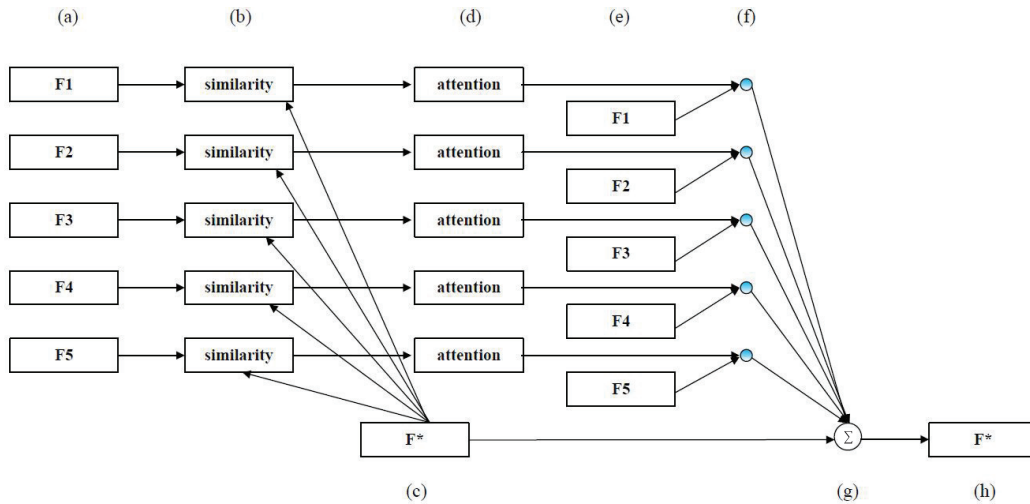 (a) (b) (d) (e) (f)
F1 similarity attention
F1
F2 similarity attention
F2
F3 similarity attention
F3
F4 similarity attention
F4
F5 similarity attention
F5
F* Σ F*
(c) (g) (h)